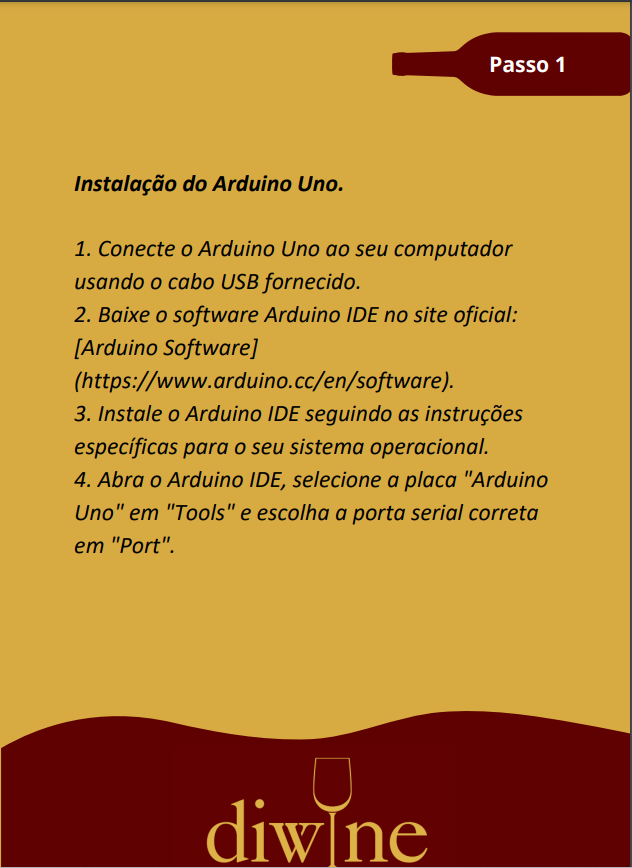 Passo 1
Instalação do Arduino Uno.
1. Conecte o Arduino Uno ao seu computador
usando o cabo USB fornecido.
2. Baixe o software Arduino IDE no site oficial:
[Arduino Software]
(https://www.arduino.cc/en/software).
3. Instale o Arduino IDE seguindo as instruções
específicas para o seu sistema operacional.
4. Abra o Arduino IDE, selecione a placa "Arduino
Uno" em "Tools" e escolha a porta serial correta
em "Port".
diwine